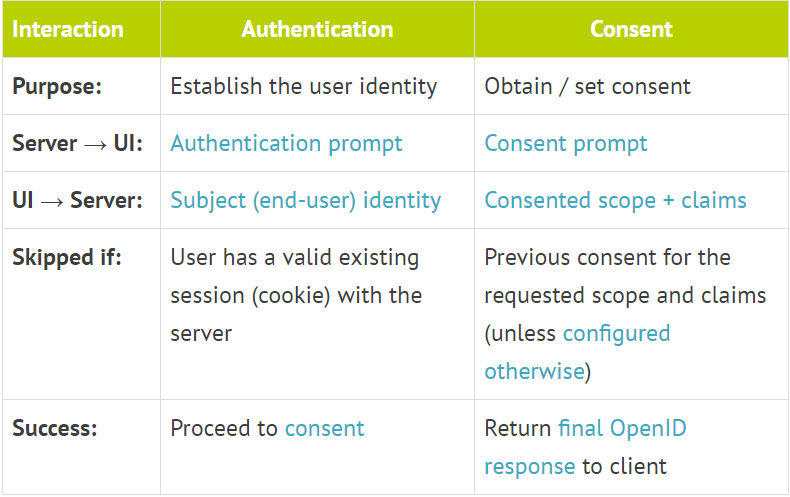 Interaction Authentication Consent
Purpose: Establish the user identity Obtain / set consent
Server → UI: Authentication prompt Consent prompt
UI → Server: Subject (end-user) identity Consented scope + claims
Skipped if: User has a valid existing Previous consent for the
session (cookie) with the requested scope and claims
server (unless configured
otherwise)
Success: Proceed to consent Return final OpenID
response to client